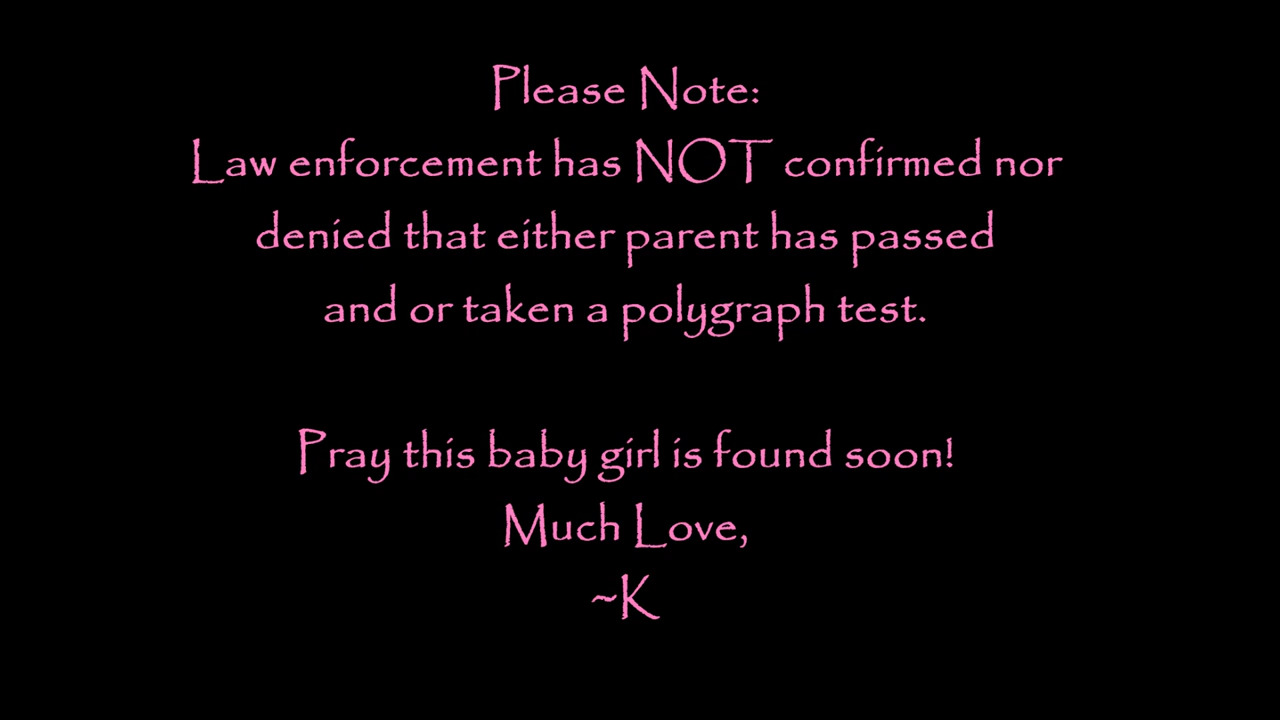 Please Note:
Law enforcement has NOT confirmed nor
denied that either parent has passed
and or taken a polygraph test.
Pray this baby girl is found soon!
Much Love,
~K